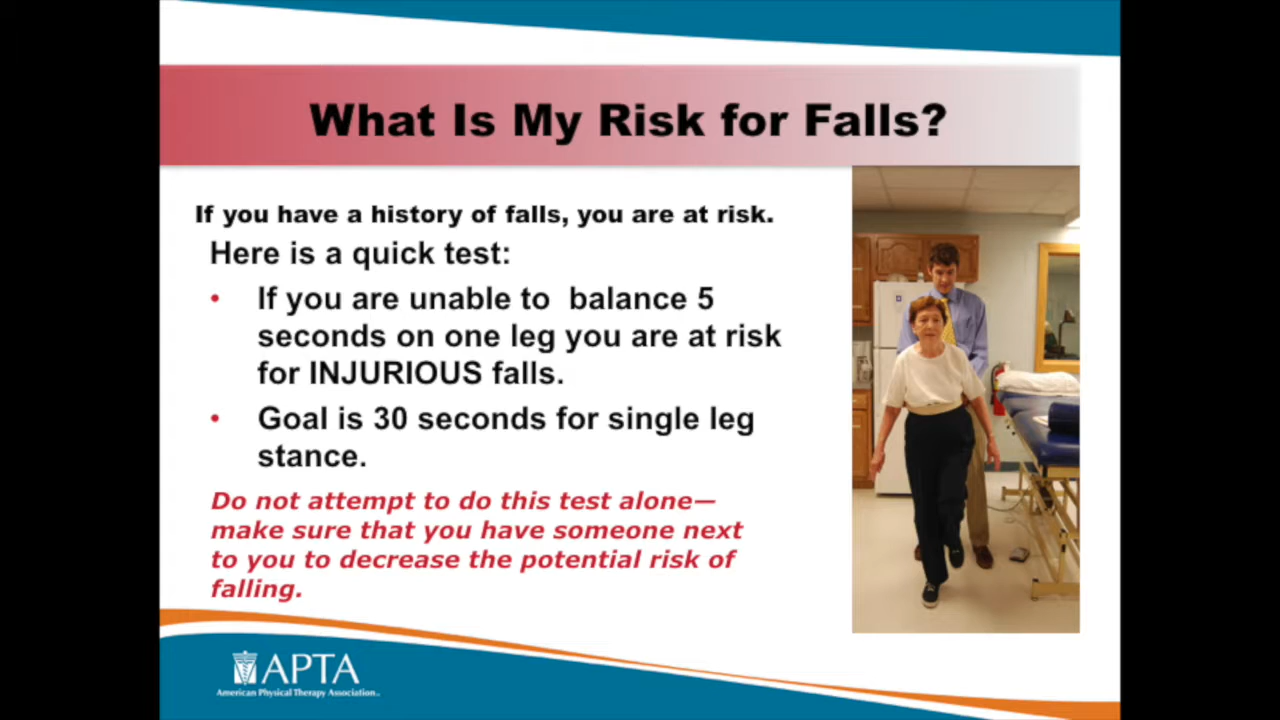 What Is My Risk for Falls?
If you have a history of falls, you are at risk.
Here is a quick test:
• If you are unable to balance 5
seconds on one leg you are at risk
for INJURIOUS falls.
• Goal is 30 seconds for single leg
stance.
Do not attempt to do this test alone—
make sure that you have someone next
to you to decrease the potential risk of
falling.
APTA
American Physical Therapy Association